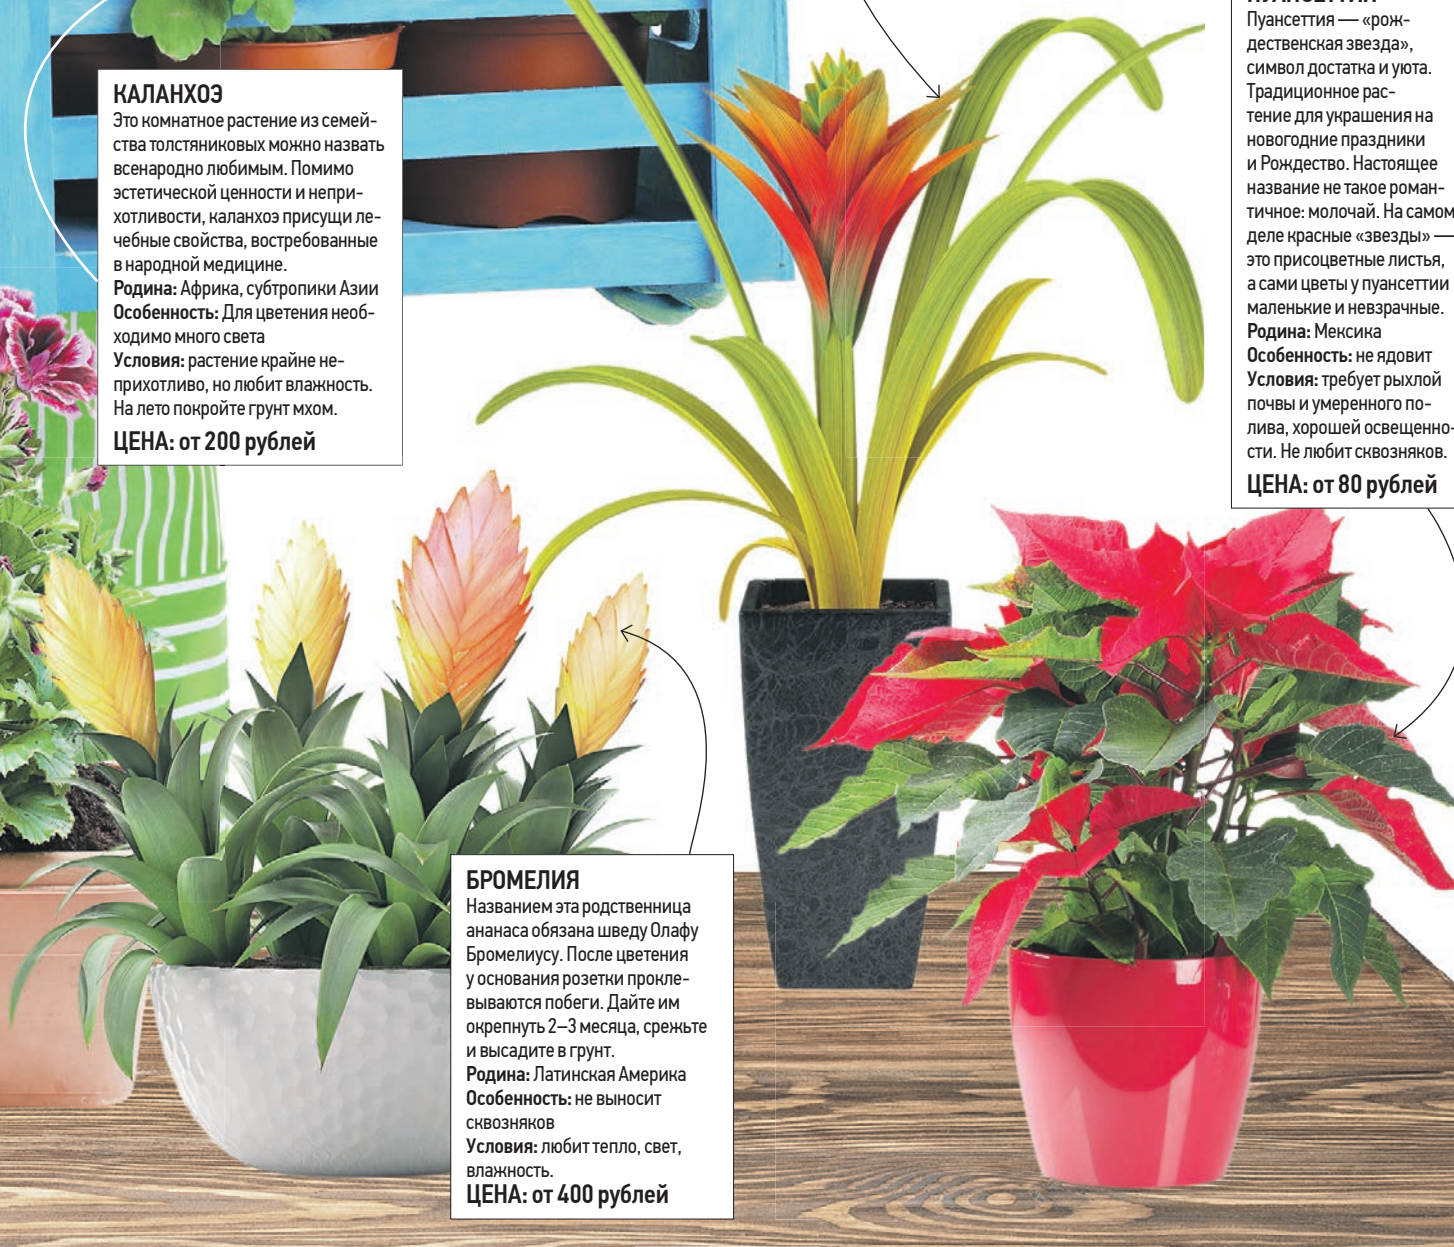 КАЛАНХОЭ
Это комнатное растение из семей-
ства толстяниковых можно назвать
всенародно любимым. Помимо
эстетической ценности и непри-
хотливости, каланхоэ присущи ле-
чебные свойства, востребованные
в народной медицине.
Родина: Африка, субтропики Азии
Особенность: Для цветения необ-
ходимо много света
Условия: растение крайне не-
прихотливо, но любит влажность.
На лето покройте грунт мхом.
ЦЕНА: от 200 рублей
БРОМЕЛИЯ
Названием эта родственница
ананаса обязана шведу Олафу
Бромелиусу. После цветения
у основания розетки прокле-
вываются побеги. Дайте им
окрепнуть 2–3 месяца, срежьте
и высадите в грунт.
Родина: Латинская Америка
Особенность: не выносит
сквозняков
Условия: любит тепло, свет,
влажность.
ЦЕНА: от 400 рублей
Пуансеттия — «рож-
дественская звезда»,
символ достатка и уюта.
Традиционное рас-
тение для украшения на
новогодние праздники
и Рождество. Настоящее
название не такое роман-
тичное: молочай. На самом
деле красные «звезды» —
это присоцветные листья,
а сами цветы у пуансеттии
маленькие и невзрачные.
Родина: Мексика
Особенность: не ядовит
Условия: требует рыхлой
почвы и умеренного по-
лива, хорошей освещенно-
сти. Не любит сквозняков.
ЦЕНА: от 80 рублей